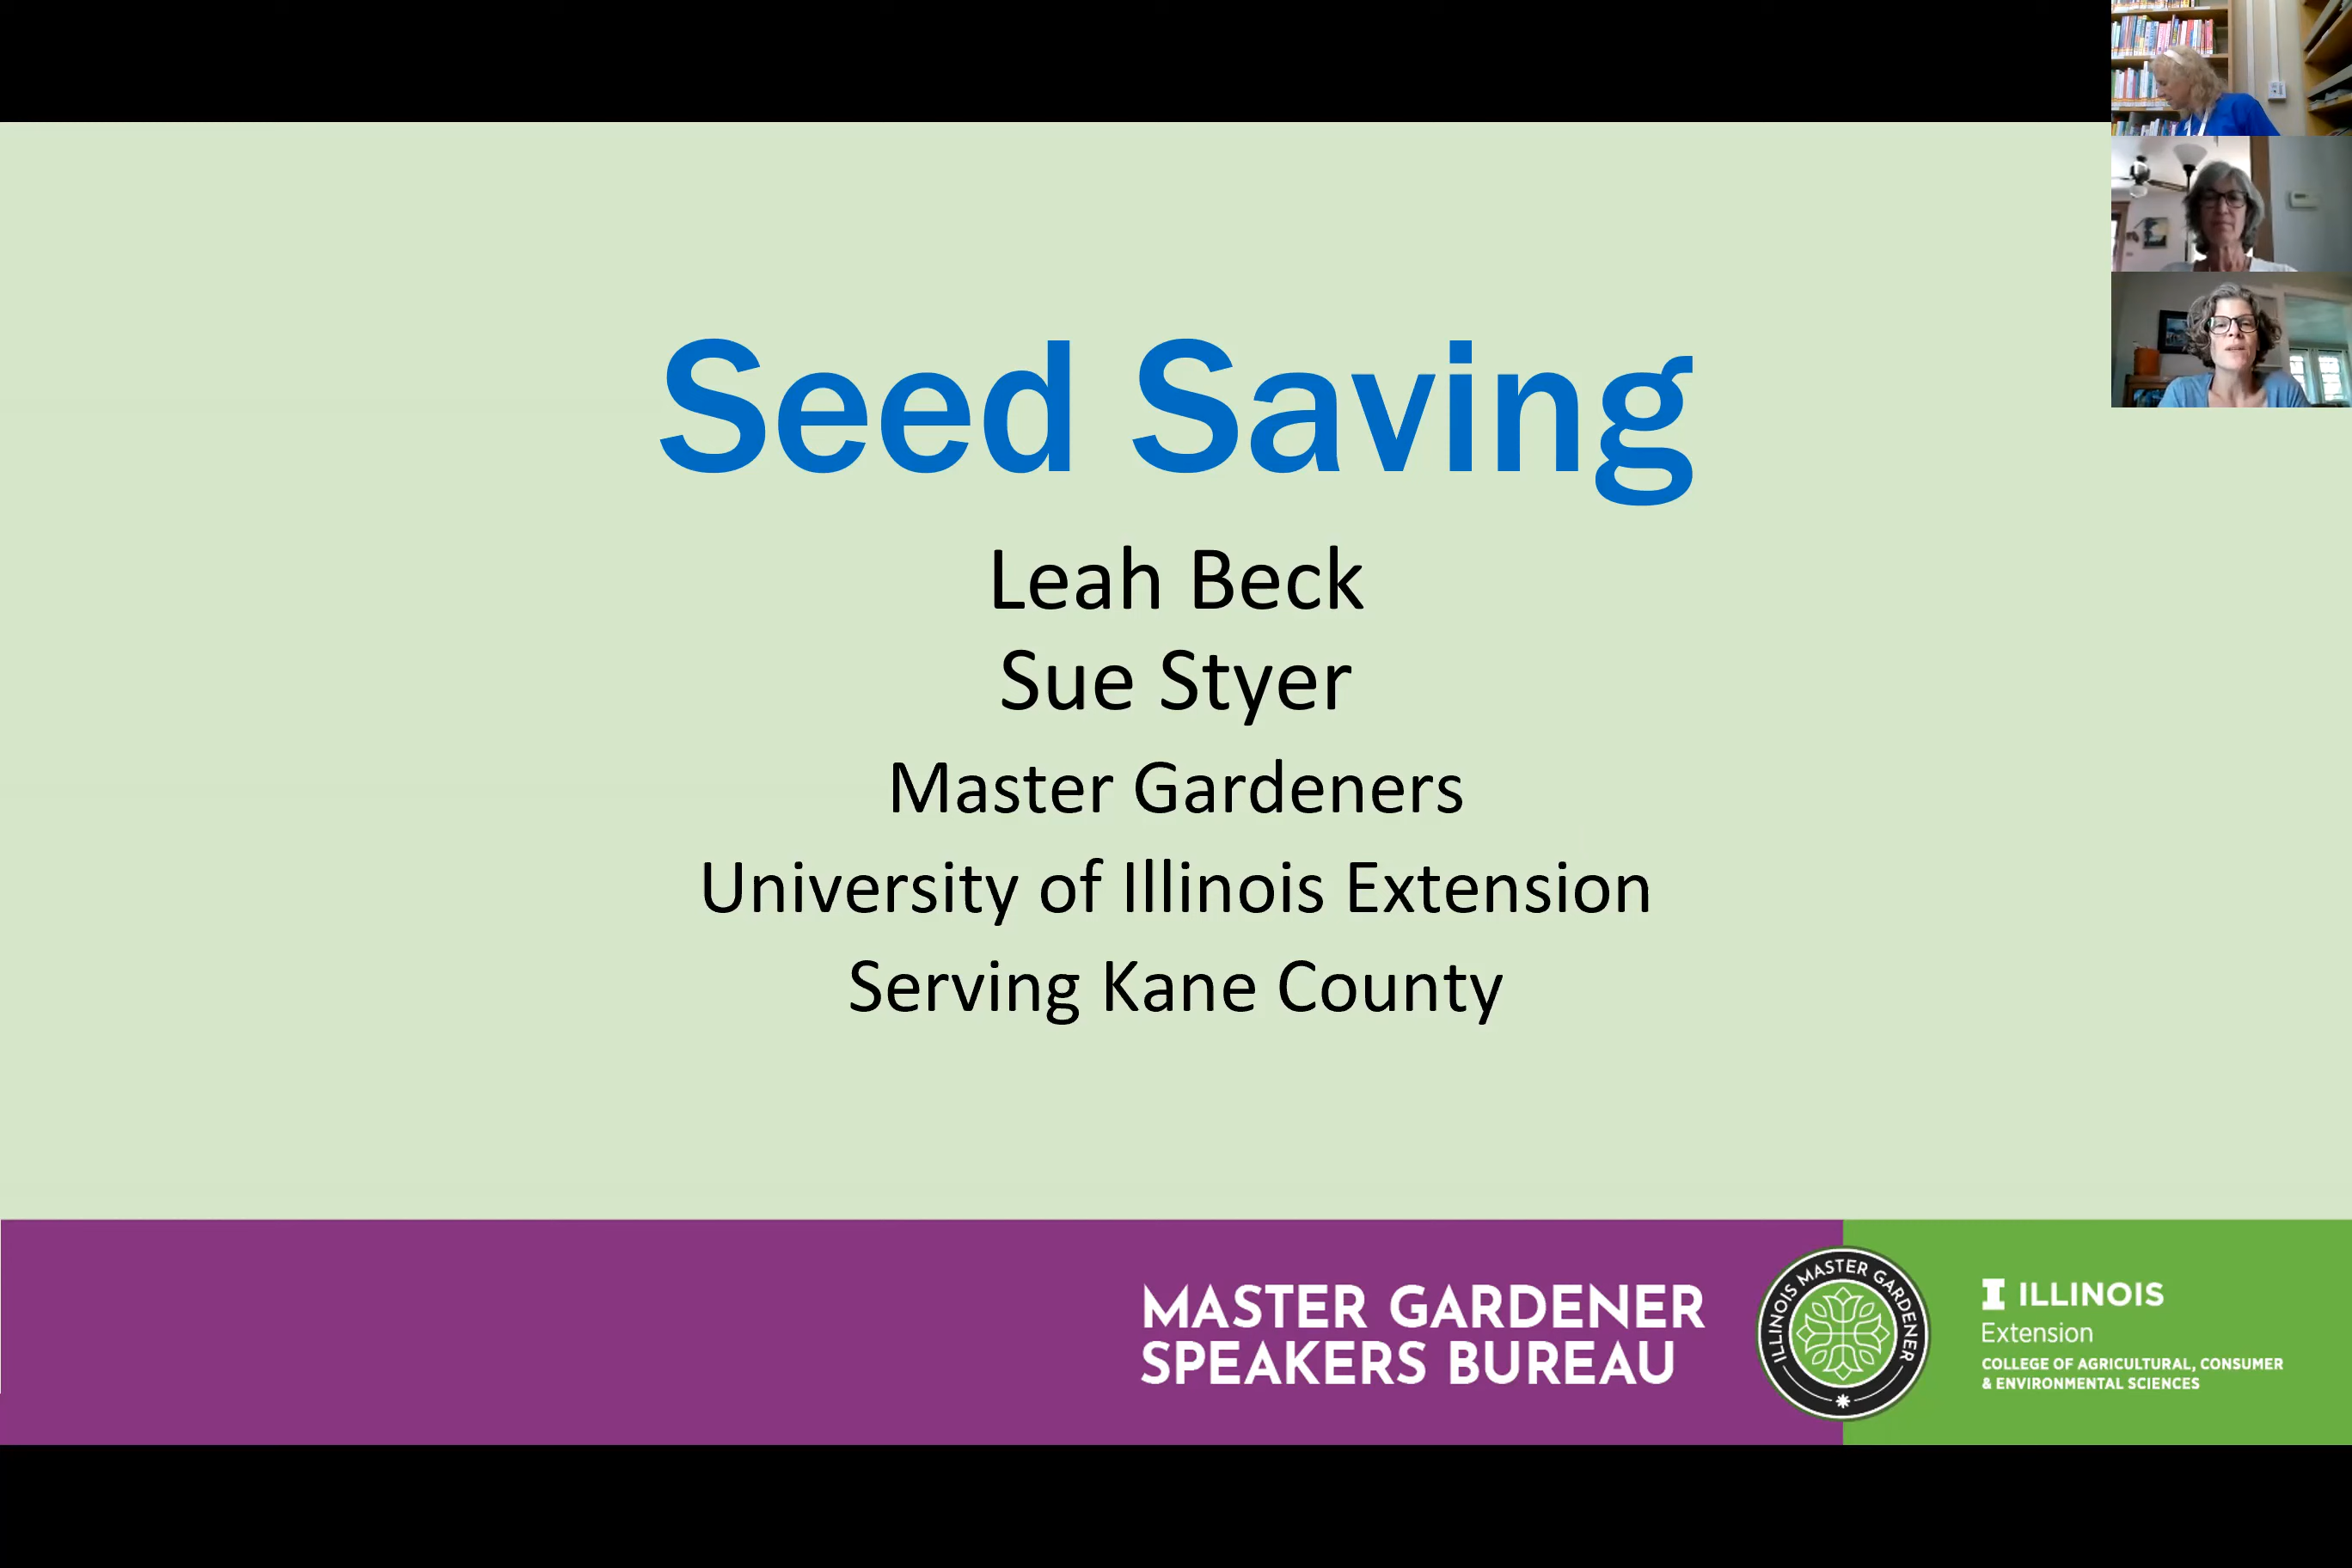 Seed Saving
Leah Beck
Sue Styer
Master Gardeners
University of Illinois Extension
Serving Kane County
MASTER GARDENER
SPEAKERS BUREAU
ILLINOIS MASTER GARDENER
I ILLINOIS
Extension
COLLEGE OF AGRICULTURAL, CONSUMER
& ENVIRONMENTAL SCIENCES